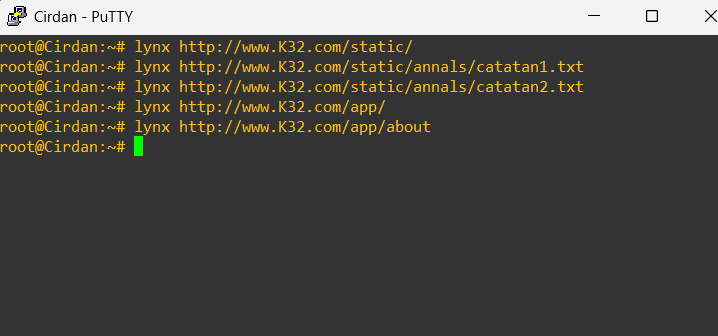 Cirdan - PuTTY
root@Cirdan:~# lynx http://www.K32.com/static/
root@Cirdan:~# lynx http://www.K32.com/static/annals/catatan1.txt
root@Cirdan:~# lynx http://www.K32.com/static/annals/catatan2.txt
root@Cirdan:~# lynx http://www.K32.com/app/
root@Cirdan:~# lynx http://www.K32.com/app/about
root@Cirdan:~#